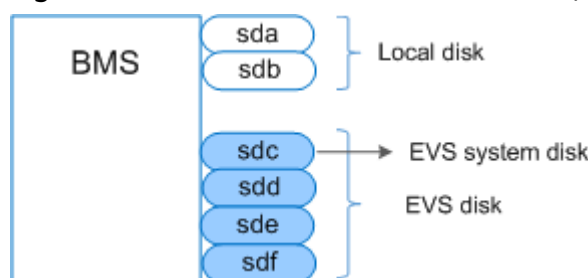 sda
BMS
Local disk
sdb
sdc
EVS system disk
sdd
EVS disk
sde
sdf